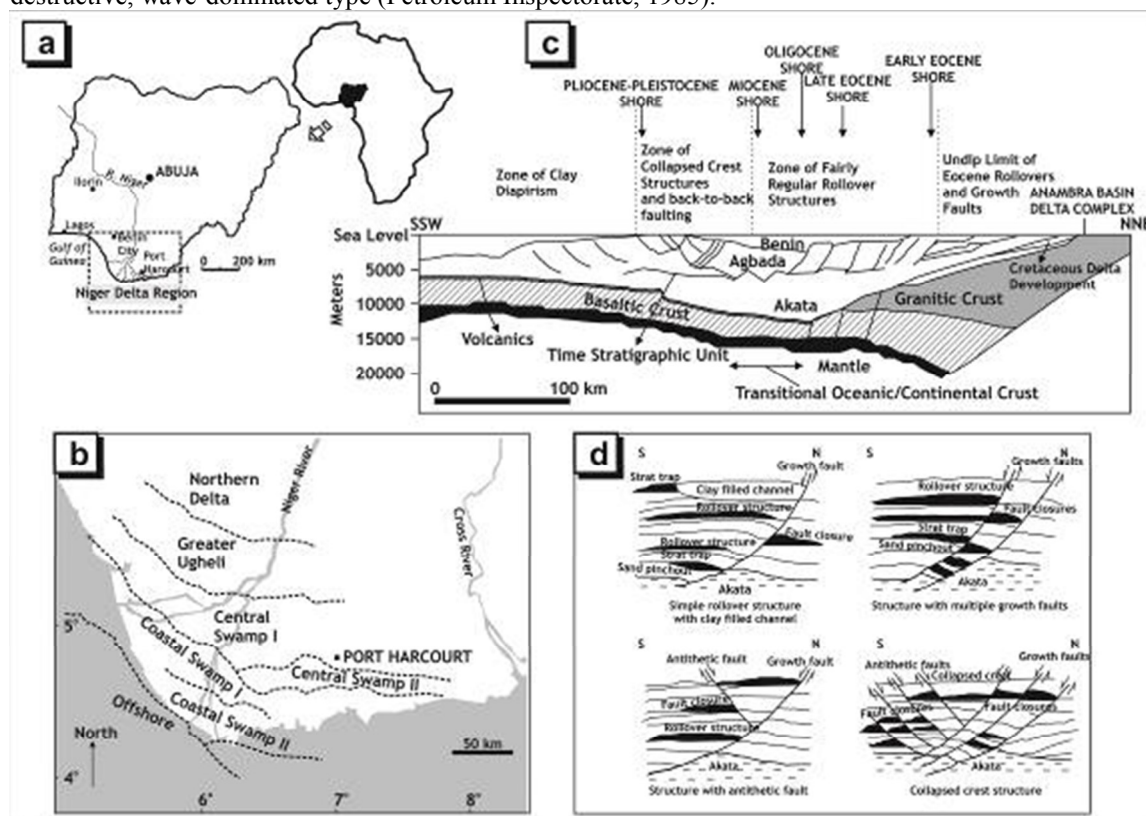 destructive, wave-dominated type (Petroleum Inspectorate, 1985).
a
Ilorin
R. Niger
ABUJA
Lagos
Benin
City
Gulf of
Guinea
Port
Harcourt
0 200 km
Niger Delta Region
c
PLIOCENE-PLEISTOCENE
SHORE
MIOCENE
SHORE
OLIGOCENE
SHORE
LATE EOCENE
SHORE
EARLY EOCENE
SHORE
Zone of Clay
Diapirism
Zone of
Collapsed Crest
Structures
and back-to-back
faulting
Zone of Fairly
Regular Rollover
Structures
Undip Limit of
Eocene Rollovers
and Growth
Faults
ANAMBRA BASIN
DELTA COMPLEX
SSW
NNE
Sea Level
5000
10000
15000
20000
Meters
Benin
Agbada
Akata
Basaltic Crust
Granitic Crust
Cretaceous Delta
Development
Volcanics
Time Stratigraphic Unit
Mantle
Transitional Oceanic/Continental Crust
0 100 km
b
Northern
Delta
Greater
Ugheli
Niger River
Cross River
Central
Swamp I
PORT HARCOURT
Central Swamp II
Coastal Swamp I
Coastal Swamp II
Offshore
North
50 km
5°
4°
6°
7°
8°
d
S N
Growth fault
Strat trap
Clay filled channel
Rollover structure
Fault closure
Rollover structure
Strat trap
Sand pinchout
Akata
Simple rollover structure
with clay filled channel
S N
Growth faults
Rollover structure
Fault closures
Strat trap
Sand pinchout
Akata
Structure with multiple growth faults
S N
Antithetic fault
Growth fault
Fault closure
Rollover structure
Akata
Structure with antithetic fault
S N
Growth faults
Antithetic faults
Collapsed crest
Fault closures
Fault closures
Akata
Collapsed crest structure